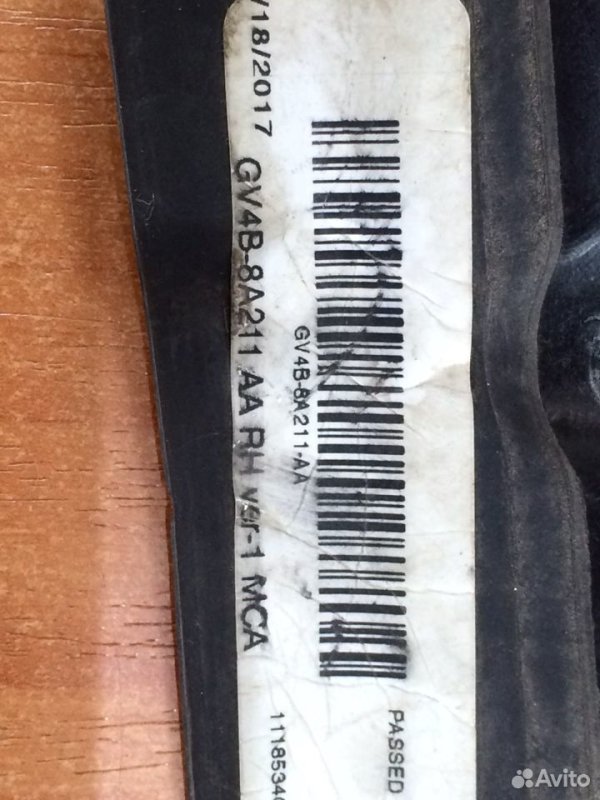 /18/2017 GV4B-8A211 AA RH ver-1 MCA
GV4B-8A211-AA
PASSED
Avito